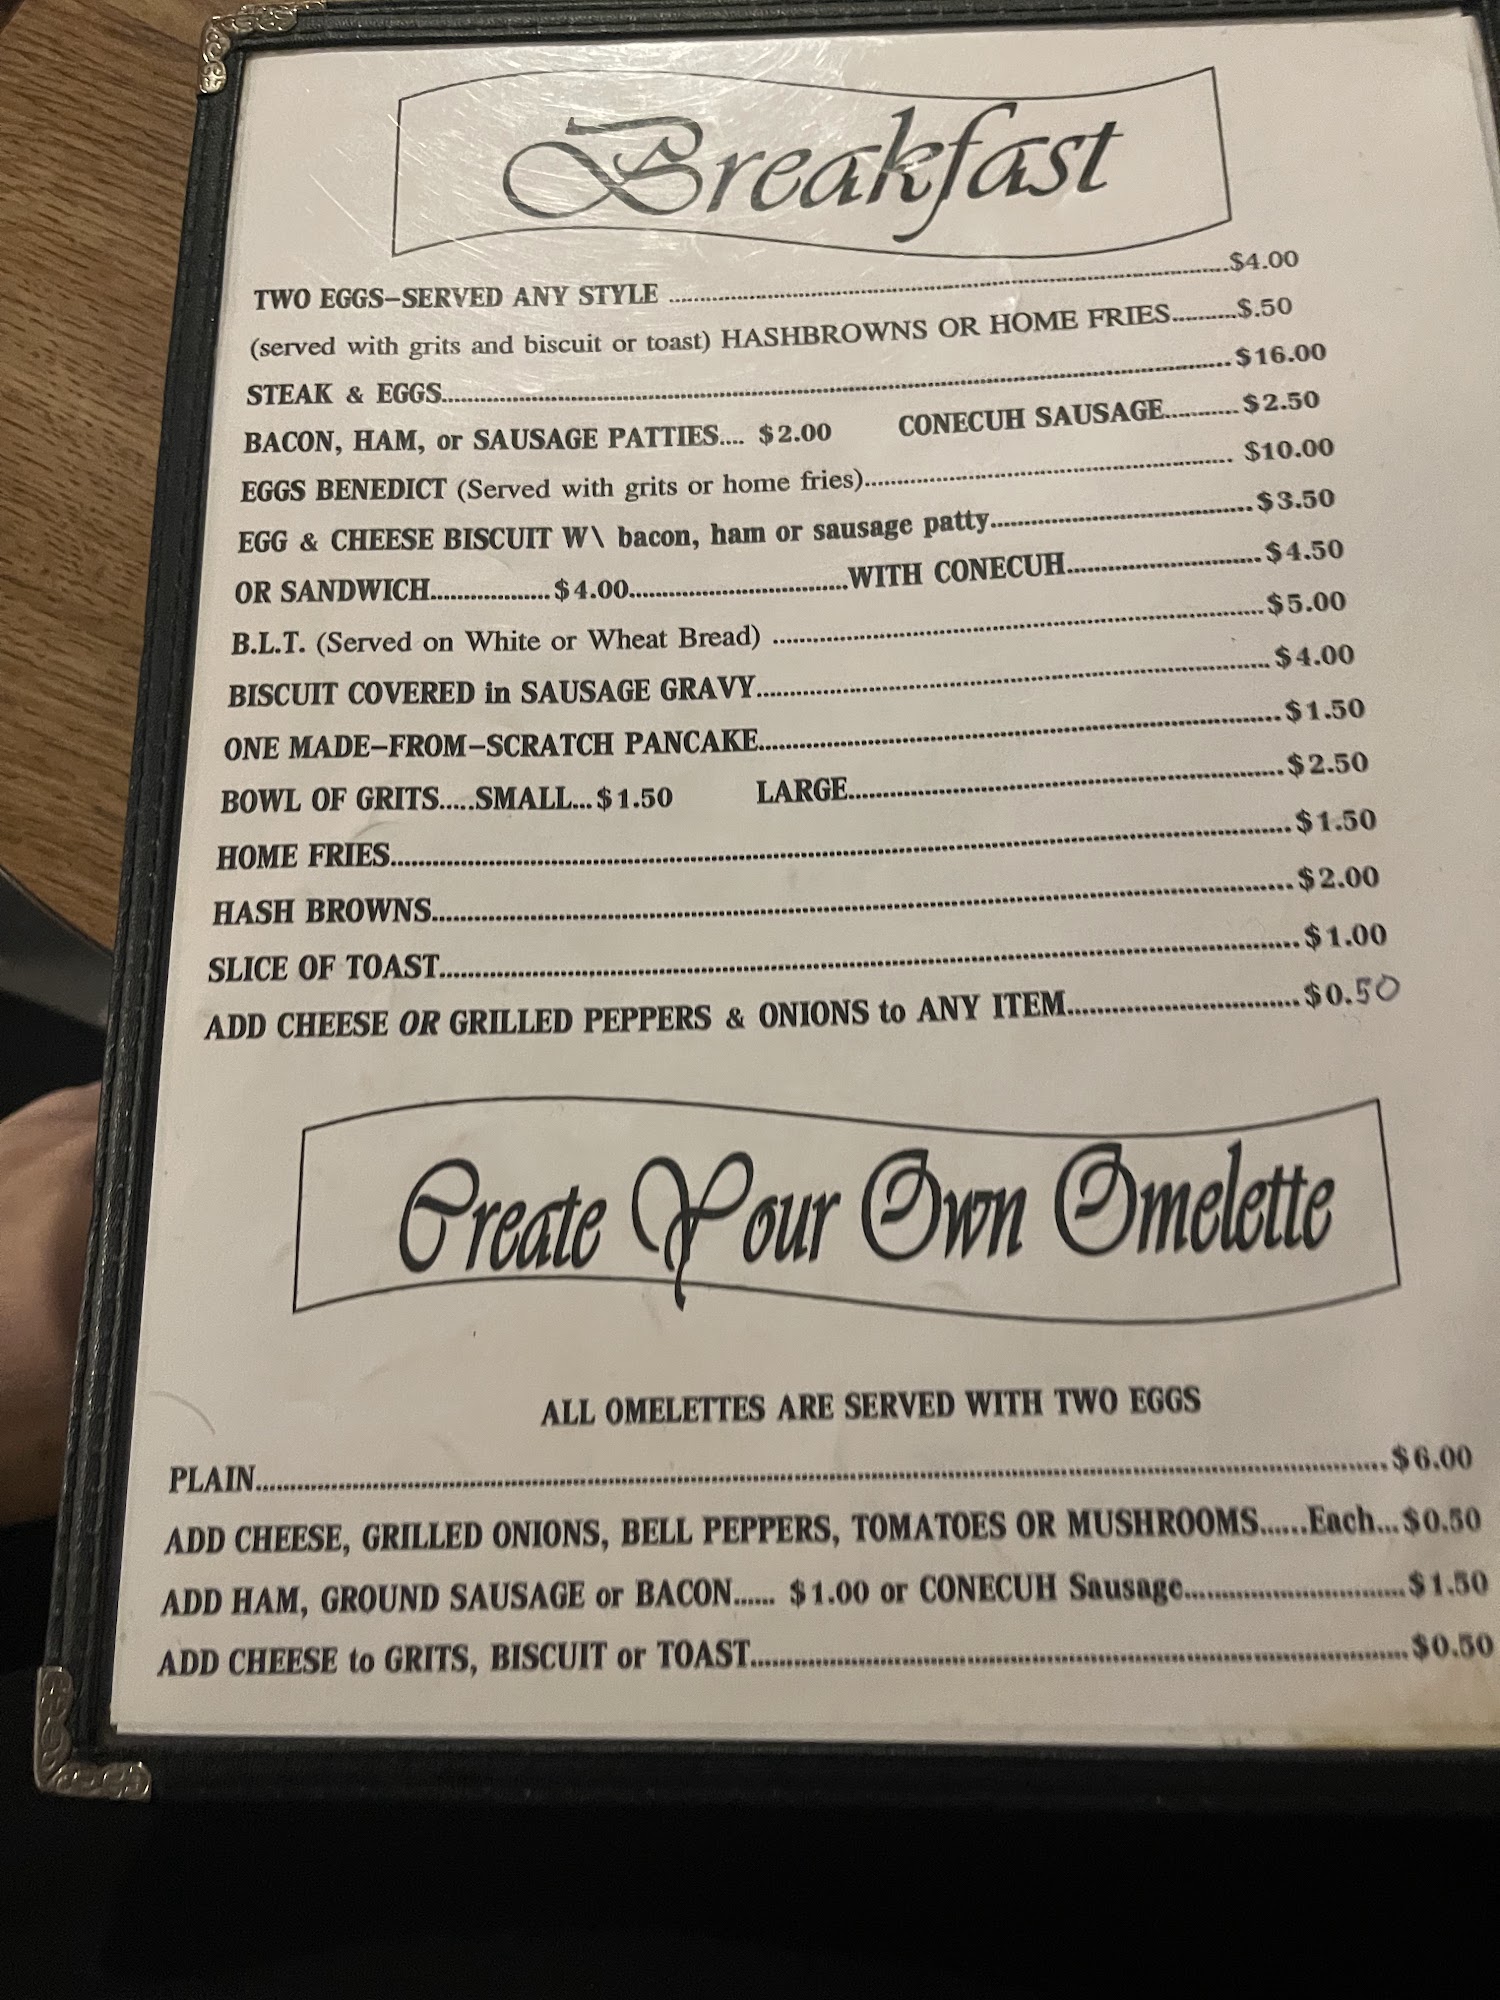 Breakfast
TWO EGGS–SERVED ANY STYLE ...........$4.00
(served with grits and biscuit or toast) HASHBROWNS OR HOME FRIES..........$.50
STEAK & EGGS...........$16.00
BACON, HAM, or SAUSAGE PATTIES.... $2.00 CONECUH SAUSAGE...........$2.50
EGGS BENEDICT (Served with grits or home fries)........... $10.00
EGG & CHEESE BISCUIT W\ bacon, ham or sausage patty...........$3.50
OR SANDWICH...........$4.00...........WITH CONECUH...........$4.50
B.L.T. (Served on White or Wheat Bread) ...........$5.00
BISCUIT COVERED in SAUSAGE GRAVY...........$4.00
ONE MADE–FROM–SCRATCH PANCAKE...........$1.50
BOWL OF GRITS.....SMALL...$1.50 LARGE...........$2.50
HOME FRIES...........$1.50
HASH BROWNS...........$2.00
SLICE OF TOAST...........$1.00
ADD CHEESE OR GRILLED PEPPERS & ONIONS to ANY ITEM...........$0.50
Create Your Own Omelette
ALL OMELETTES ARE SERVED WITH TWO EGGS
PLAIN...........$6.00
ADD CHEESE, GRILLED ONIONS, BELL PEPPERS, TOMATOES OR MUSHROOMS......Each...$0.50
ADD HAM, GROUND SAUSAGE or BACON...... $1.00 or CONECUH Sausage...........$1.50
ADD CHEESE to GRITS, BISCUIT or TOAST...........$0.50